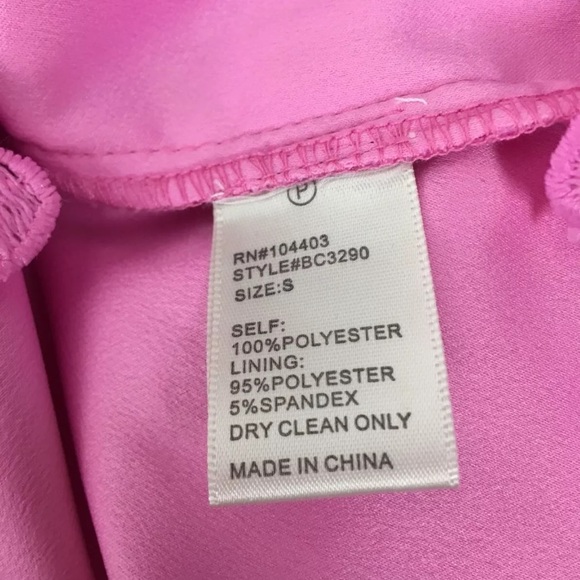 P
RN#104403
STYLE#BC3290
SIZE:S
SELF:
100%POLYESTER
LINING:
95%POLYESTER
5%SPANDEX
DRY CLEAN ONLY
MADE IN CHINA